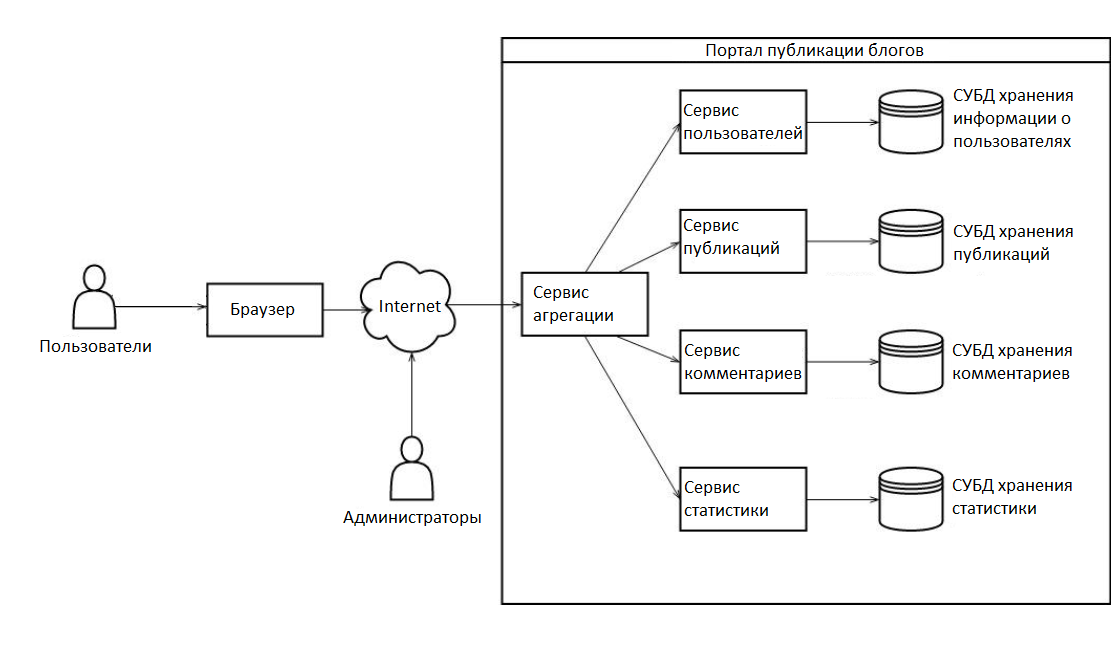 Портал публикации блогов
Сервис
пользователей
СУБД хранения
информации о
пользователях
Сервис
публикаций
СУБД хранения
публикаций
Пользователи
Браузер
Internet
Сервис
агрегации
Сервис
комментариев
СУБД хранения
комментариев
Администраторы
Сервис
статистики
СУБД хранения
статистики